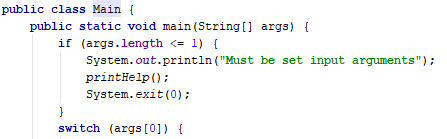 public class Main {
    public static void main(String[] args) {
        if (args.length <= 1) {
            System.out.println("Must be set input arguments");
            printHelp();
            System.exit(0);
        }
        switch (args[0]) {